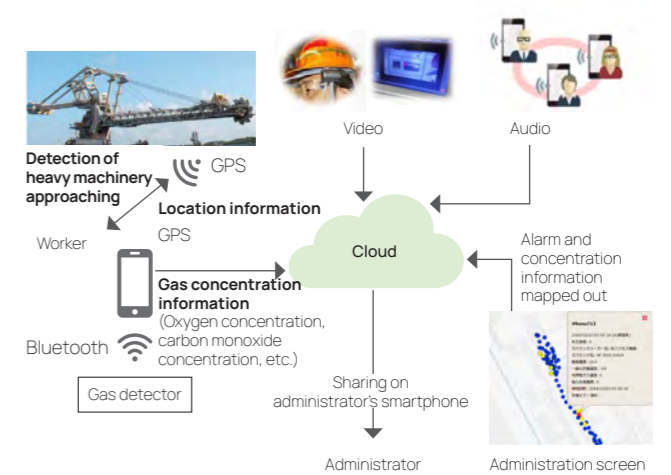 Video
Audio
Detection of
heavy machinery
approaching
GPS
Location information
Worker
GPS
Cloud
Alarm and
concentration
information
mapped out
Gas concentration
information
(Oxygen concentration,
carbon monoxide
concentration, etc.)
Bluetooth
Gas detector
Sharing on
administrator's smartphone
Administrator
Administration screen